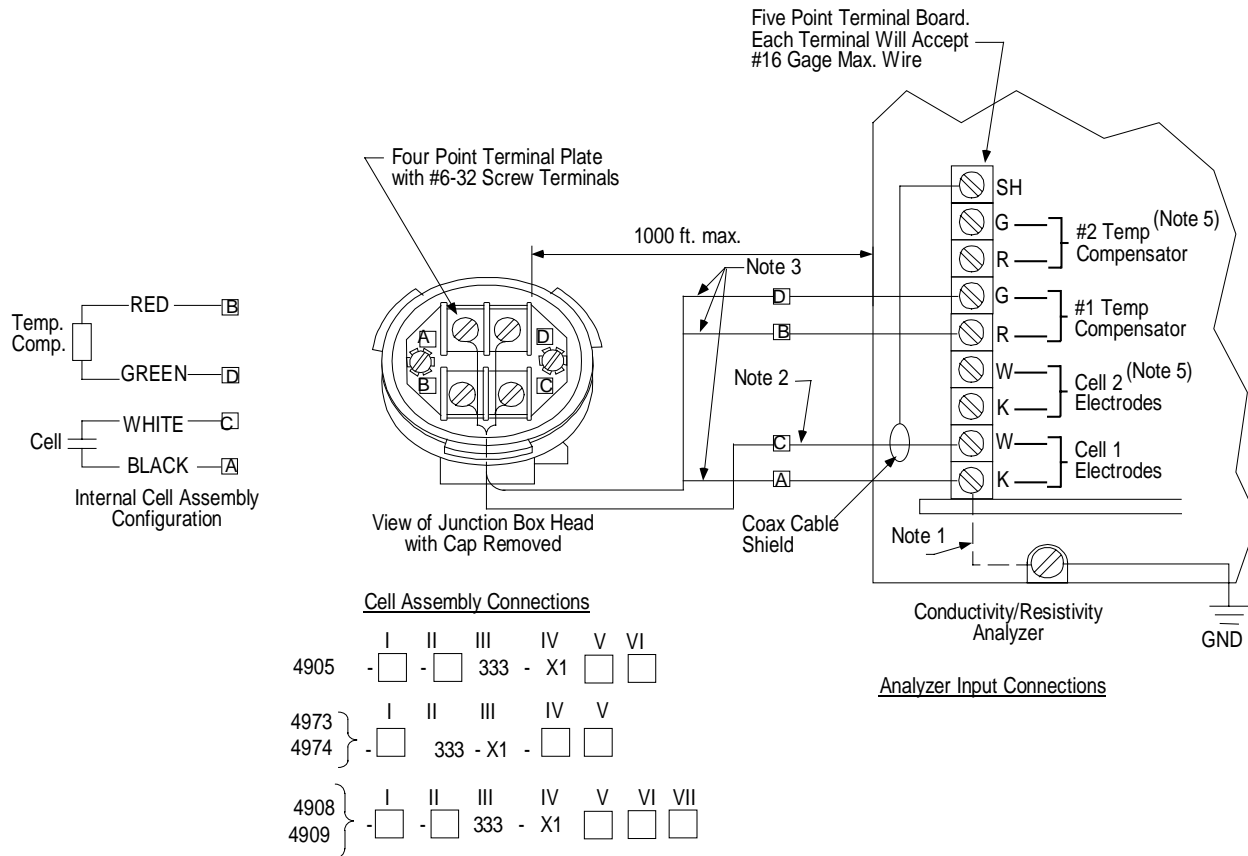 Five Point Terminal Board.
Each Terminal Will Accept
#16 Gage Max. Wire
Four Point Terminal Plate
with #6-32 Screw Terminals
1000 ft. max.
Note 3
SH
G
#2 Temp (Note 5)
Compensator
R
G
#1 Temp
Compensator
R
W
Cell 2 (Note 5)
Electrodes
K
W
Cell 1
Electrodes
K
D
B
Note 2
C
A
Coax Cable
Shield
Note 1
Conductivity/Resistivity
Analyzer
GND
Analyzer Input Connections
RED
B
Temp.
Comp.
GREEN
D
WHITE
C
Cell
BLACK
A
Internal Cell Assembly
Configuration
A
D
B
C
View of Junction Box Head
with Cap Removed
Cell Assembly Connections
I II III IV V VI
4905 - - 333 - X1
I II III IV V
4973
4974
- 333 - X1 -
I II III IV V VI VII
4908
4909
- - 333 - X1